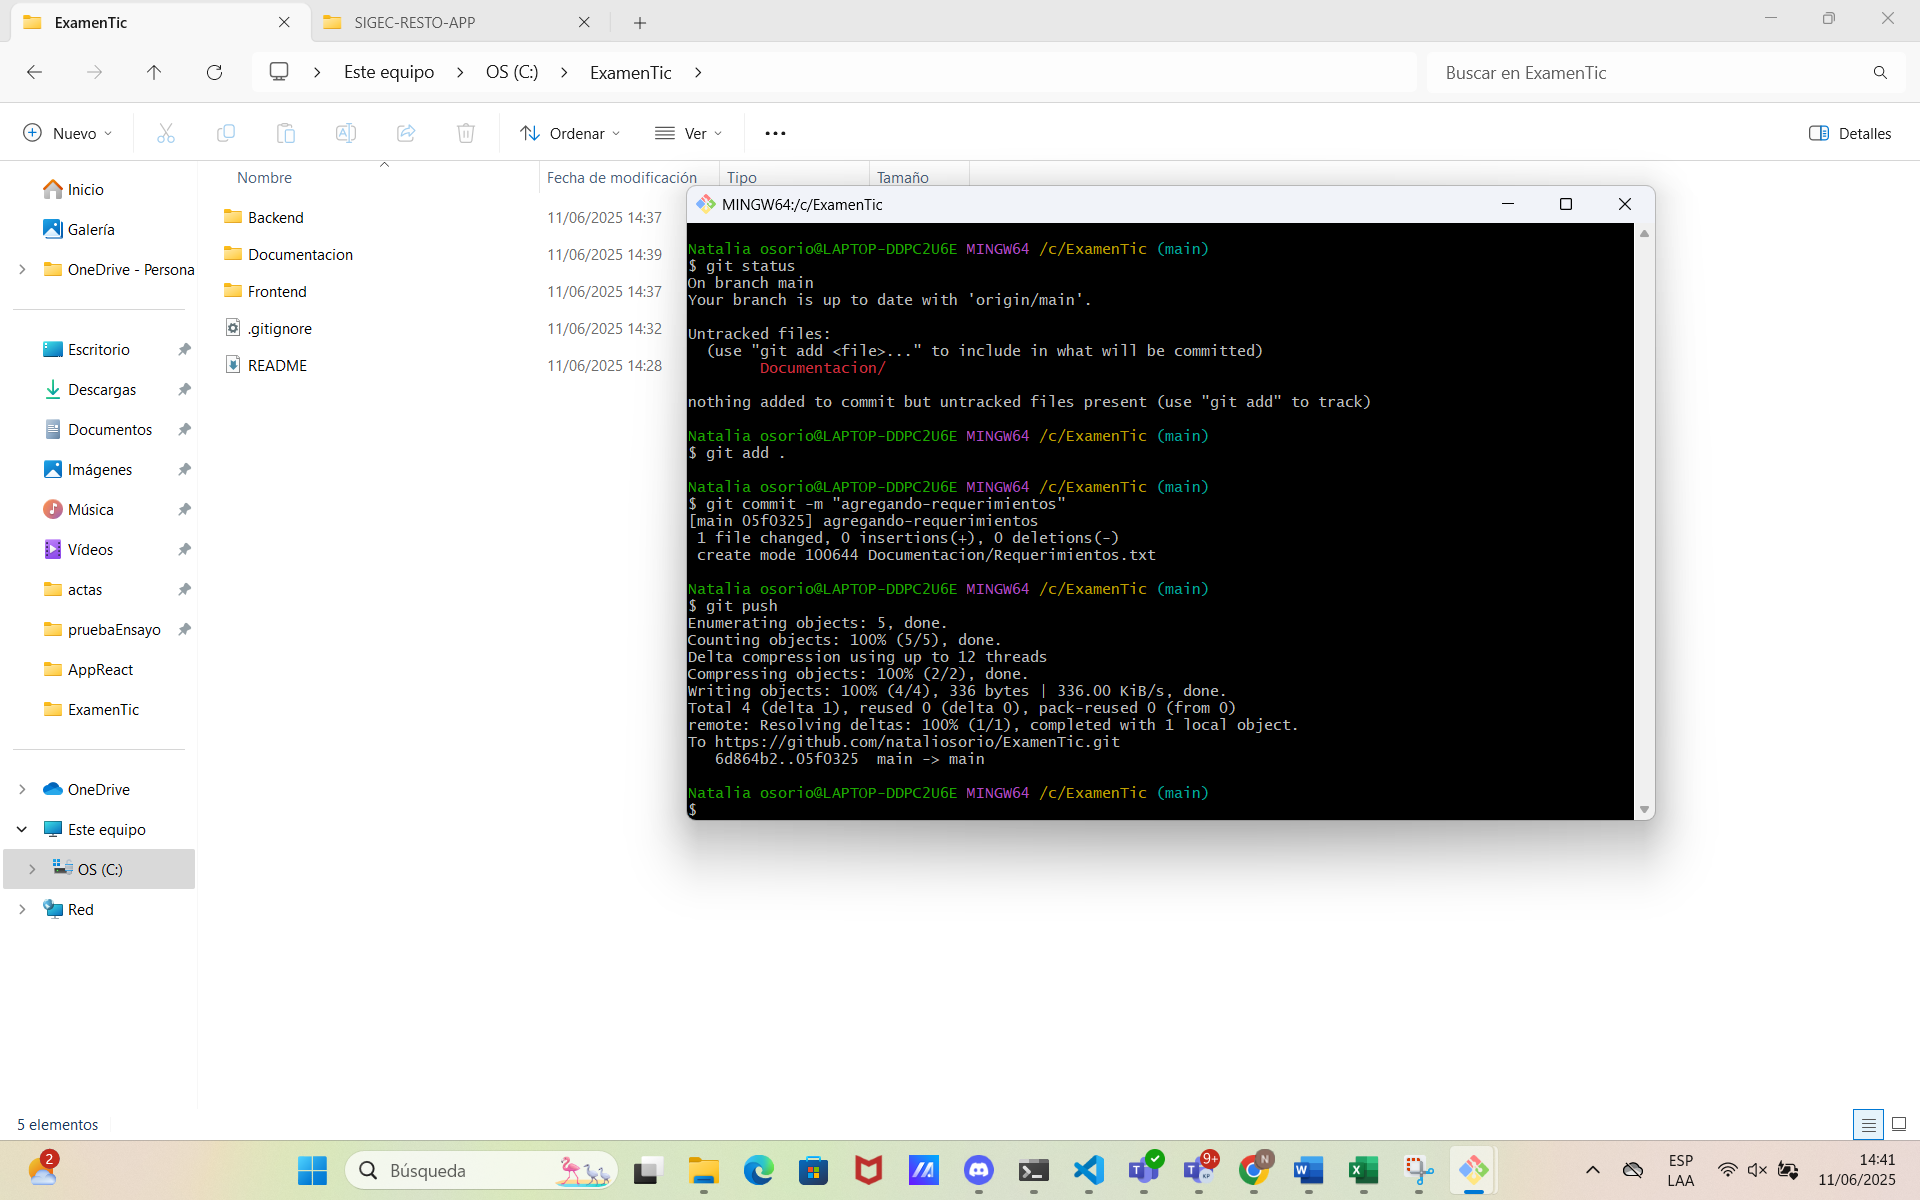 ExamenTic
SIGEC-RESTO-APP
Este equipo
OS (C:)
ExamenTic
Buscar en ExamenTic
Nuevo
Ordenar
Ver
Detalles
Inicio
Galería
OneDrive - Persona
Escritorio
Descargas
Documentos
Imágenes
Música
Vídeos
actas
pruebaEnsayo
AppReact
ExamenTic
OneDrive
Este equipo
OS (C:)
Red
Nombre Fecha de modificación Tipo Tamaño
Backend 11/06/2025 14:37
Documentacion 11/06/2025 14:39
Frontend 11/06/2025 14:37
.gitignore 11/06/2025 14:32
README 11/06/2025 14:28
MINGW64:/c/ExamenTic
Natalia osorio@LAPTOP-DDPC2U6E MINGW64 /c/ExamenTic (main)
$ git status
On branch main
Your branch is up to date with 'origin/main'.
Untracked files:
(use "git add <file>..." to include in what will be committed)
Documentacion/
nothing added to commit but untracked files present (use "git add" to track)
Natalia osorio@LAPTOP-DDPC2U6E MINGW64 /c/ExamenTic (main)
$ git add .
Natalia osorio@LAPTOP-DDPC2U6E MINGW64 /c/ExamenTic (main)
$ git commit -m "agregando-requerimientos"
[main 05f0325] agregando-requerimientos
1 file changed, 0 insertions(+), 0 deletions(-)
create mode 100644 Documentacion/Requerimientos.txt
Natalia osorio@LAPTOP-DDPC2U6E MINGW64 /c/ExamenTic (main)
$ git push
Enumerating objects: 5, done.
Counting objects: 100% (5/5), done.
Delta compression using up to 12 threads
Compressing objects: 100% (2/2), done.
Writing objects: 100% (4/4), 336 bytes | 336.00 KiB/s, done.
Total 4 (delta 1), reused 0 (delta 0), pack-reused 0 (from 0)
remote: Resolving deltas: 100% (1/1), completed with 1 local object.
To https://github.com/nataliosorio/ExamenTic.git
6d864b2..05f0325  main -> main
Natalia osorio@LAPTOP-DDPC2U6E MINGW64 /c/ExamenTic (main)
$
5 elementos
2
Búsqueda
9+
N
ESP
LAA
14:41
11/06/2025